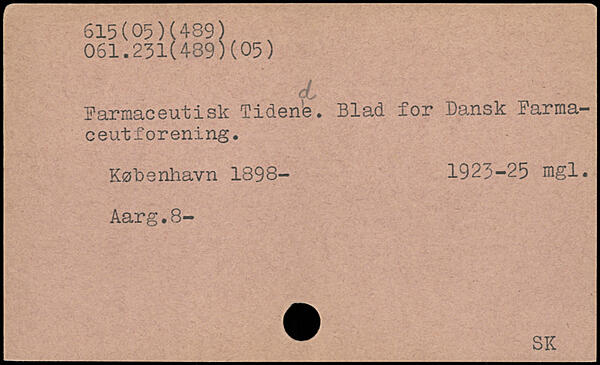 615(05)(489)
061.231(489)(05)
d
Farmaceutisk Tidene. Blad for Dansk Farma-
ceutforening.
København 1898-
1923-25 mgl.
Aarg.8-
SK